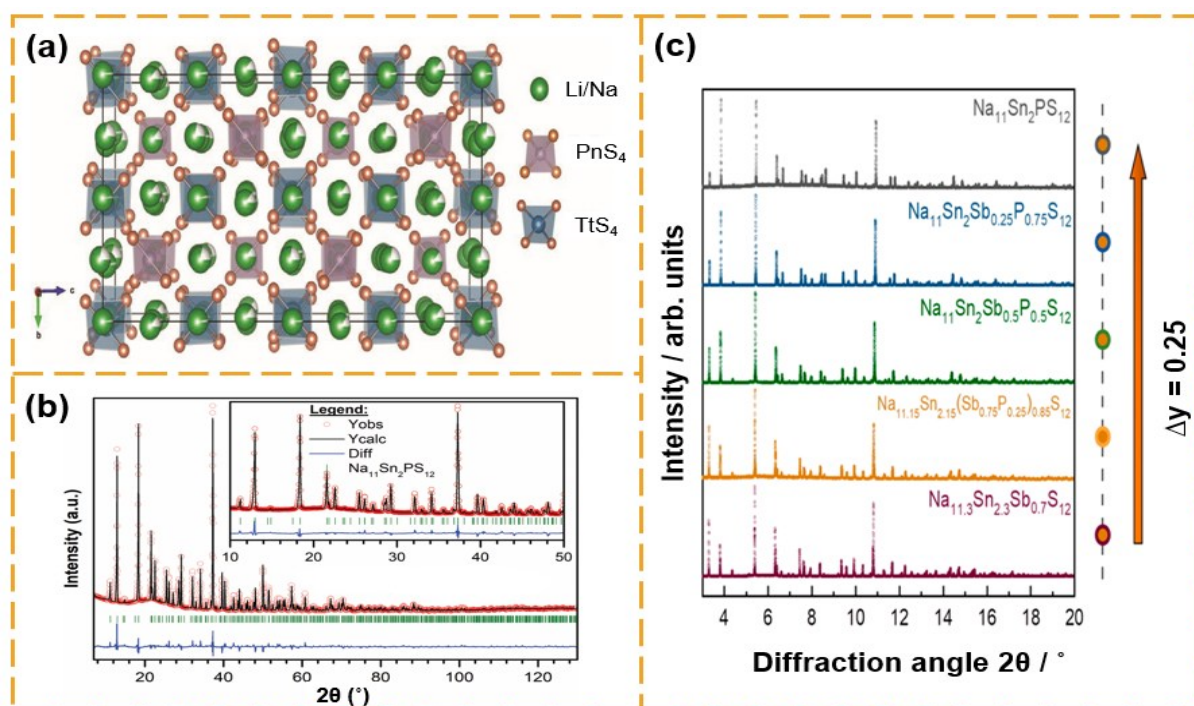 (a)
Li/Na
PnS₄
TtS₄
c
b
(b)
Intensity (a.u.)
Legend:
Yobs
Ycalc
Diff
Na₁₁Sn₂PS₁₂
10 20 30 40 50
20 40 60 80 100 120
2θ (°)
(c)
Intensity / arb. units
Na₁₁Sn₂PS₁₂
Na₁₁Sn₂Sb₀.₂₅P₀.₇₅S₁₂
Na₁₁Sn₂Sb₀.₅P₀.₅S₁₂
Na₁₁.₁₅Sn₂.₁₅(Sb₀.₇₅P₀.₂₅)₀.₈₅S₁₂
Na₁₁.₃Sn₂.₃Sb₀.₇S₁₂
4 6 8 10 12 14 16 18 20
Diffraction angle 2θ / °
Δy = 0.25